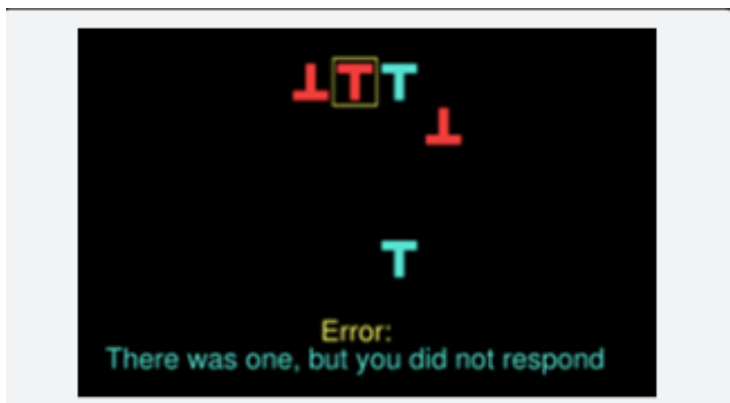 T T T
T
T
Error:
There was one, but you did not respond